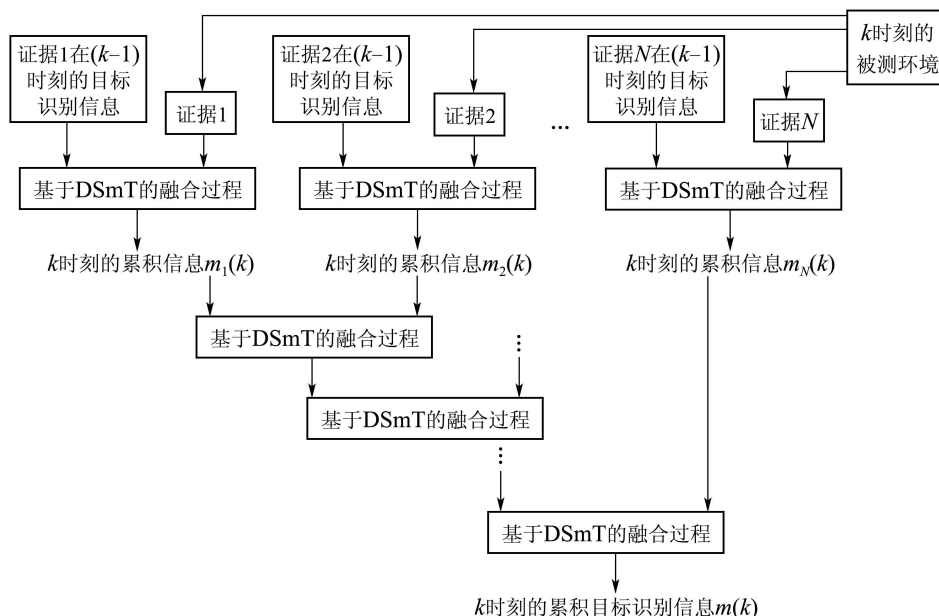 证据1在(k–1)
时刻的目标
识别信息
证据2在(k–1)
时刻的目标
识别信息
证据N在(k–1)
时刻的目标
识别信息
k时刻的
被测环境
证据1
证据2
...
证据N
基于DSmT的融合过程
基于DSmT的融合过程
基于DSmT的融合过程
k时刻的累积信息m₁(k)
k时刻的累积信息m₂(k)
k时刻的累积信息m_N(k)
基于DSmT的融合过程
⋮
基于DSmT的融合过程
⋮
基于DSmT的融合过程
k时刻的累积目标识别信息m(k)